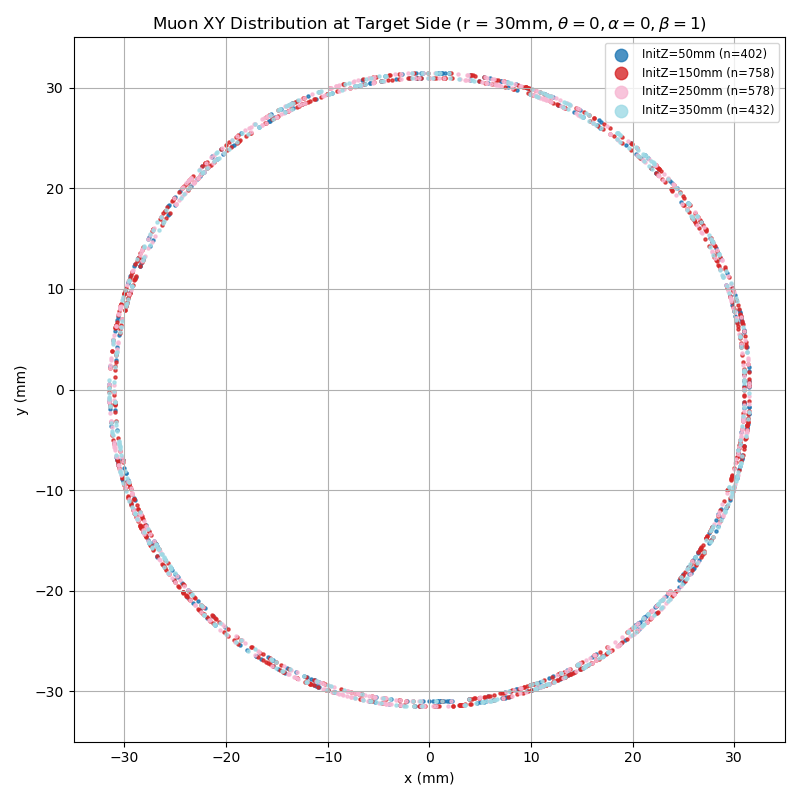 Muon XY Distribution at Target Side (r = 30mm, θ = 0, α = 0, β = 1)
InitZ=50mm (n=402)
InitZ=150mm (n=758)
InitZ=250mm (n=578)
InitZ=350mm (n=432)
30
20
10
0
−10
−20
−30
y (mm)
−30 −20 −10 0 10 20 30
x (mm)